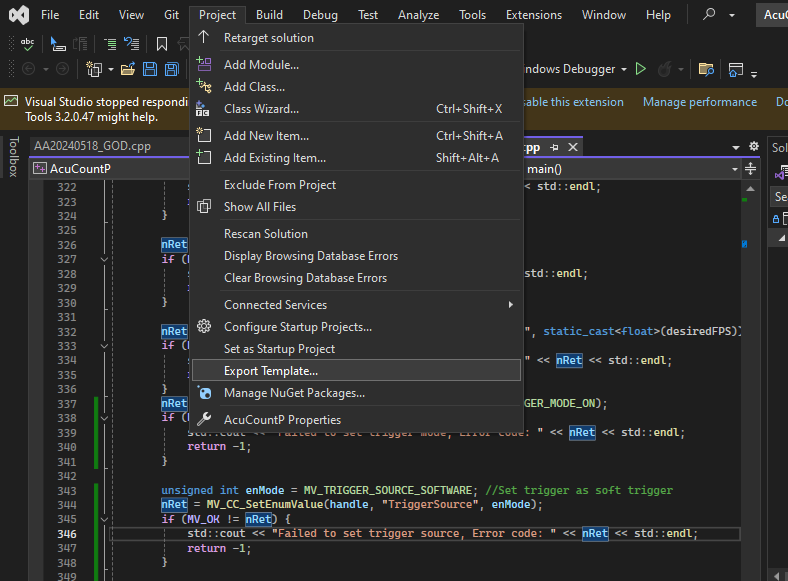 File Edit View Git Project Build Debug Test Analyze Tools Extensions Window Help AcuC
Retarget solution
Add Module...
ndows Debugger
Add Class...
Visual Studio stopped respondi
Class Wizard... Ctrl+Shift+X
sable this extension Manage performance Do
Tools 3.2.0.47 might help.
Add New Item... Ctrl+Shift+A
Toolbox
AA20240518_GOD.cpp
cpp
Sol
Add Existing Item... Shift+Alt+A
AcuCountP
main()
Exclude From Project
322 s < std::endl;
Se
Show All Files
323
324 }
325
Rescan Solution
326 nRet
Display Browsing Database Errors
327 if (
328 s std::endl;
Clear Browsing Database Errors
329
330 }
Connected Services
331
Configure Startup Projects...
332 nRet ", static_cast<float>(desiredFPS))
333 if (
Set as Startup Project
334 s " << nRet << std::endl;
335
Export Template...
336 }
Manage NuGet Packages...
337 nRet GER_MODE_ON);
338 if (
AcuCountP Properties
339 std::cout << "Failed to set trigger mode, Error code: " << nRet << std::endl;
340 return -1;
341 }
342
343 unsigned int enMode = MV_TRIGGER_SOURCE_SOFTWARE; //Set trigger as soft trigger
344 nRet = MV_CC_SetEnumValue(handle, "TriggerSource", enMode);
345 if (MV_OK != nRet) {
346 std::cout << "Failed to set trigger source, Error code: " << nRet << std::endl;
347 return -1;
348 }
349